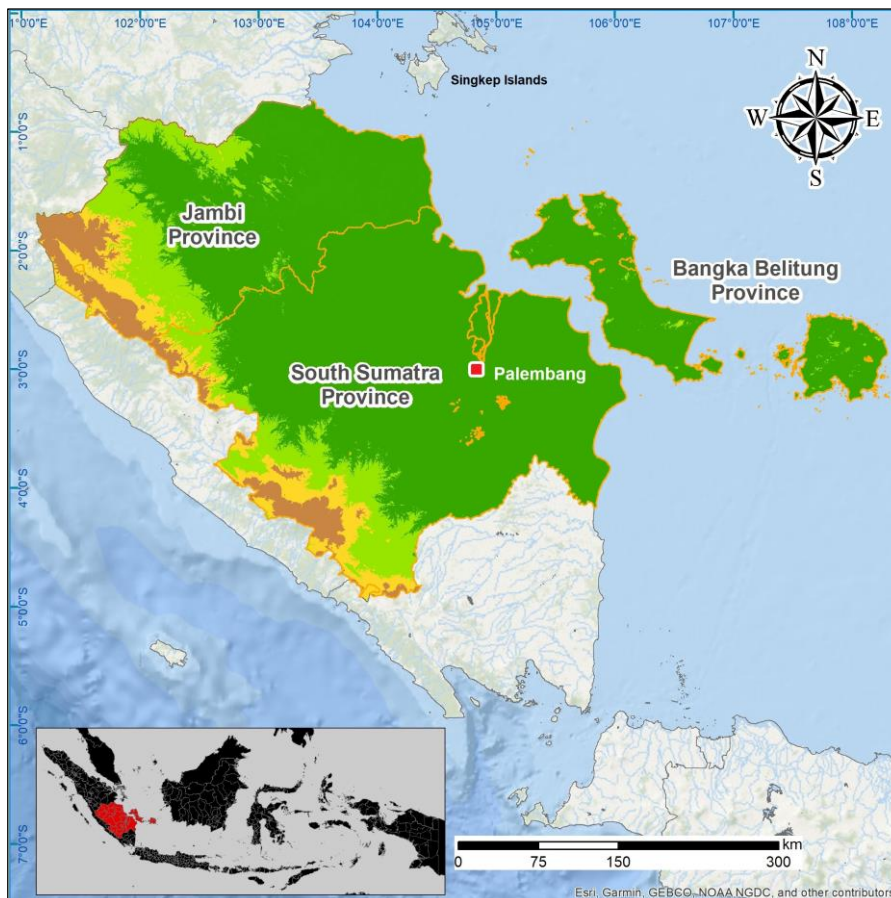 1°0'0"E 102°0'0"E 103°0'0"E 104°0'0"E 105°0'0"E 106°0'0"E 107°0'0"E 108°0'0"E
Singkep Islands
N
W E
S
1°0'0"S
Jambi
Province
2°0'0"S
Bangka Belitung
Province
3°0'0"S
South Sumatra
Province
Palembang
4°0'0"S
5°0'0"S
6°0'0"S
7°0'0"S
km
0 75 150 300
Esri, Garmin, GEBCO, NOAA NGDC, and other contributors